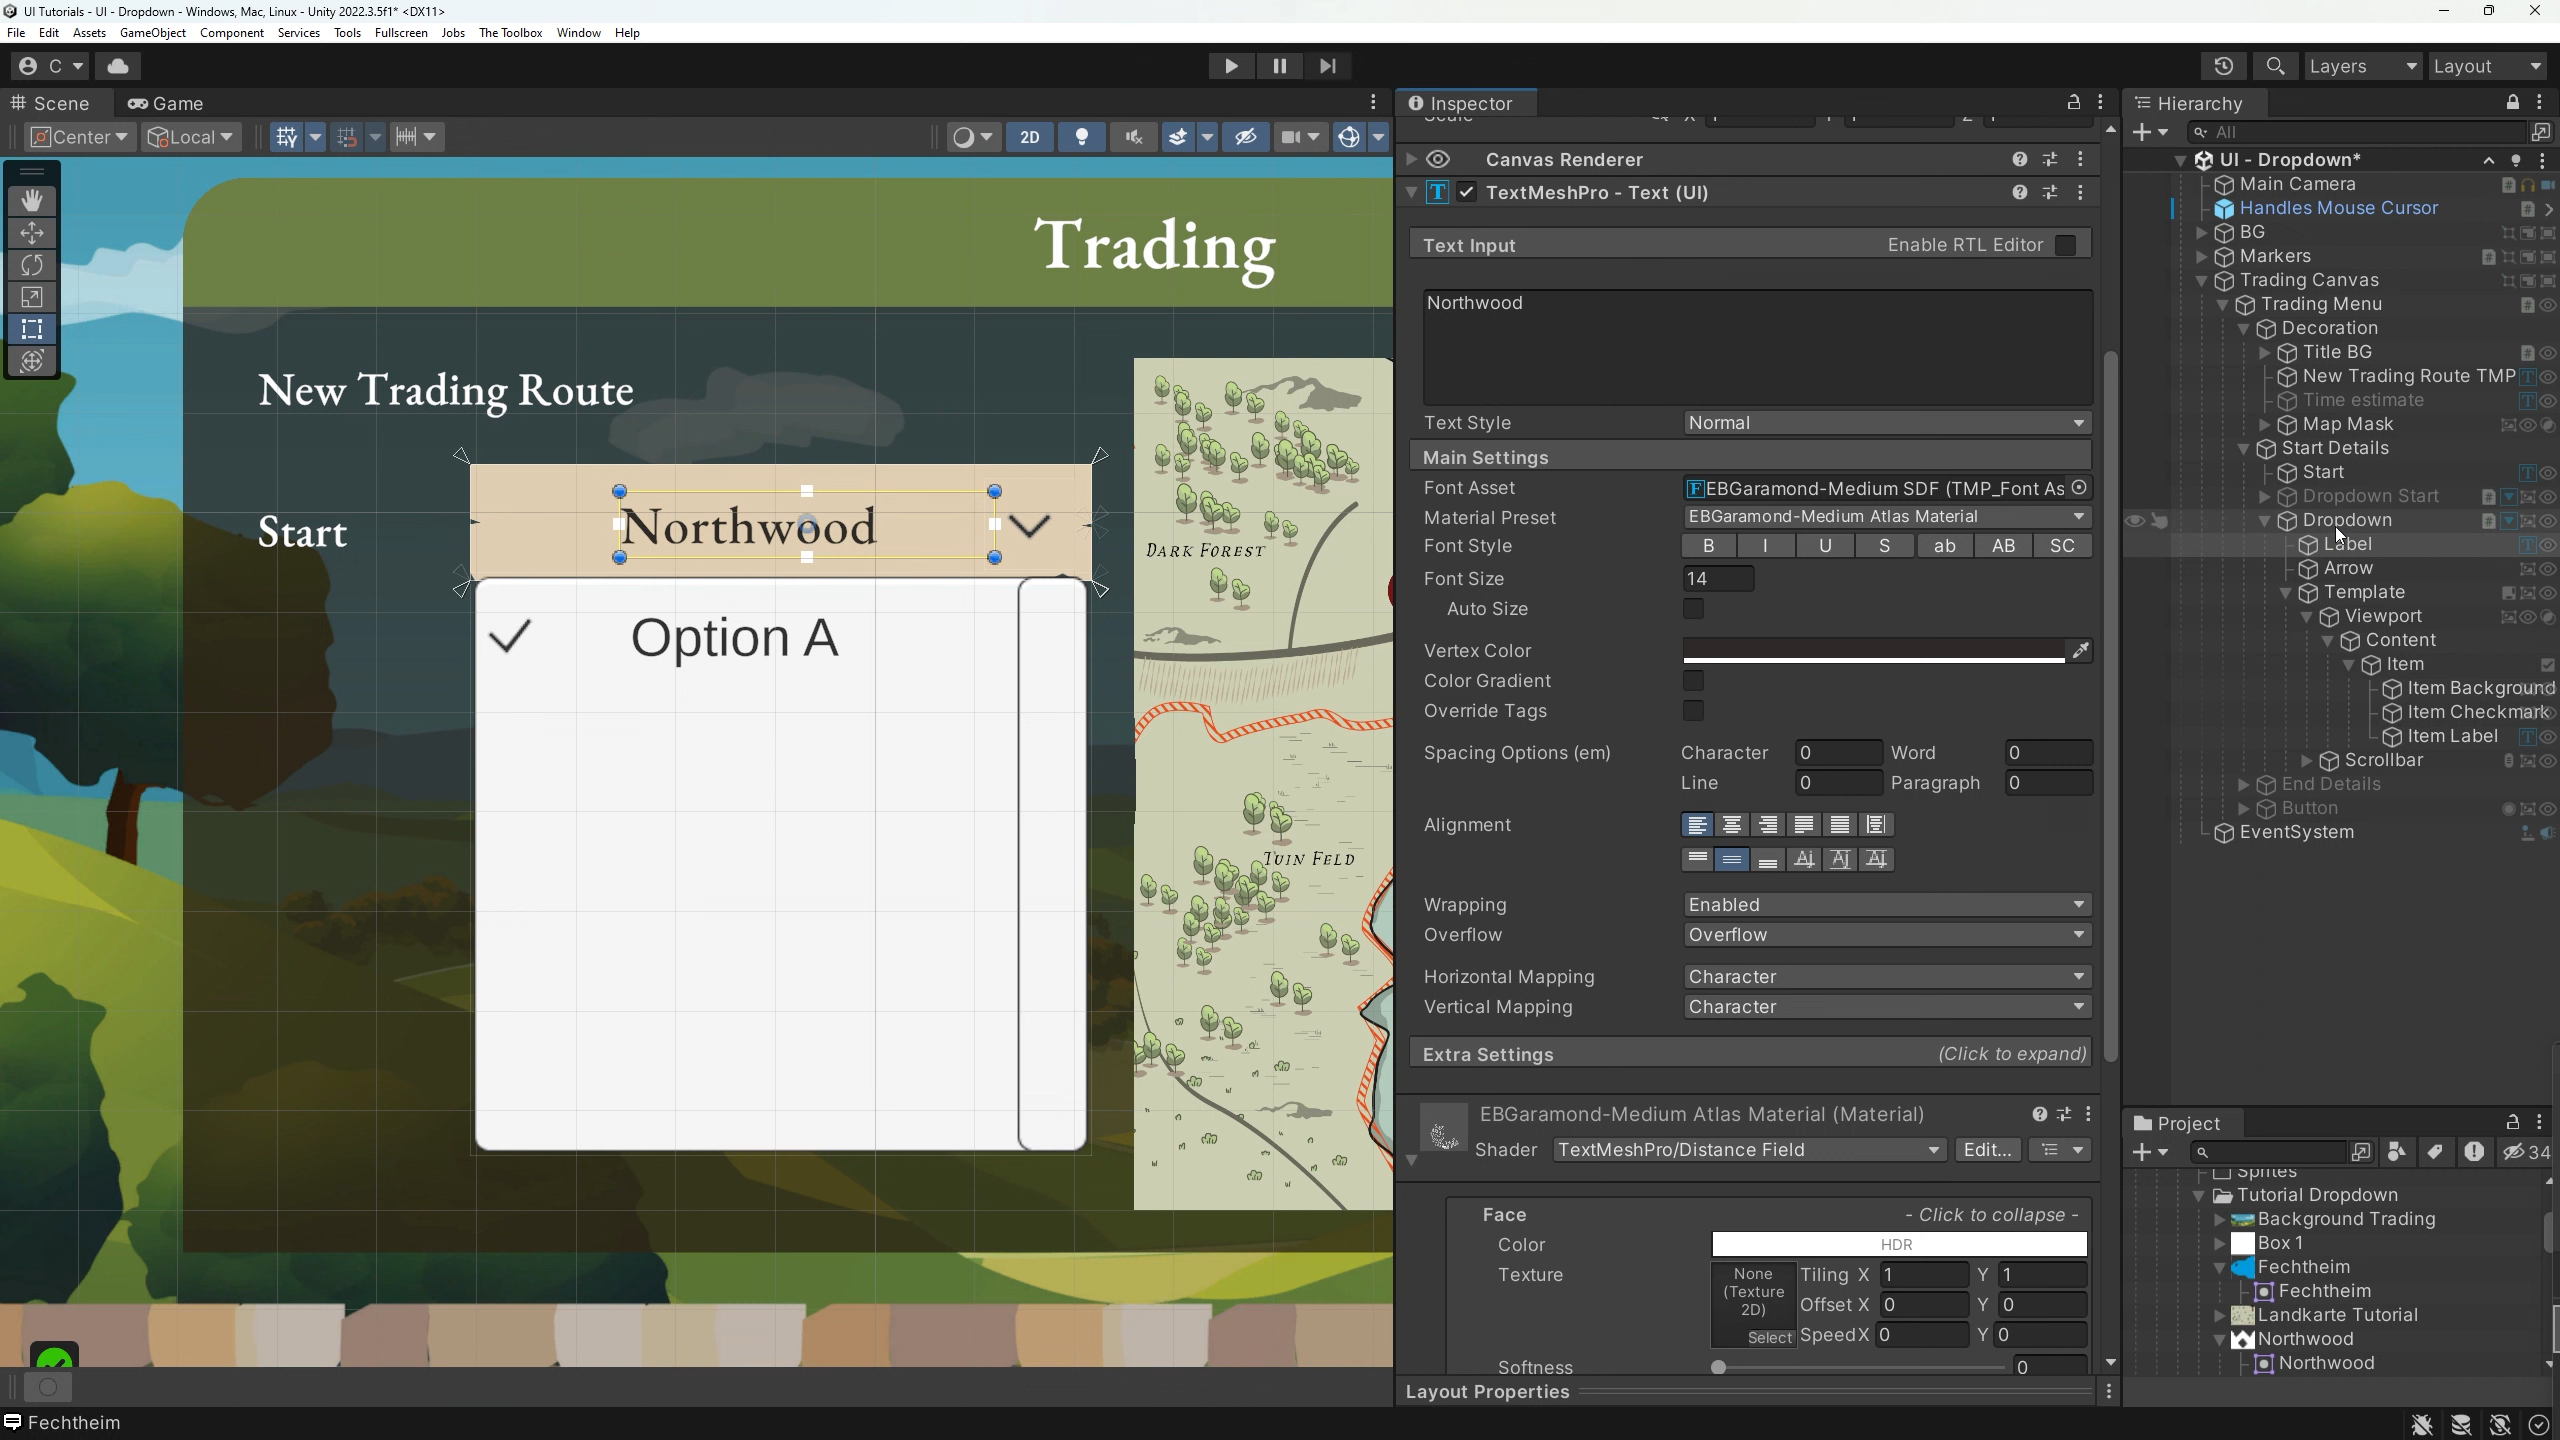 UI Tutorials - UI - Dropdown - Windows, Mac, Linux - Unity 2022.3.5f1* <DX11>
File Edit Assets GameObject Component Services Tools Fullscreen Jobs The Toolbox Window Help
C
Layers
Layout
Scene
Game
Center
Local
2D
Trading
New Trading Route
Start
Northwood
Option A
DARK FOREST
TUIN FELD
Inspector
Scale X 1 Y 1 Z 1
Canvas Renderer
TextMeshPro - Text (UI)
Text Input
Enable RTL Editor
Northwood
Text Style Normal
Main Settings
Font Asset EBGaramond-Medium SDF (TMP_Font As
Material Preset EBGaramond-Medium Atlas Material
Font Style B I U S ab AB SC
Font Size 14
Auto Size
Vertex Color
Color Gradient
Override Tags
Spacing Options (em) Character 0 Word 0
Line 0 Paragraph 0
Alignment
Wrapping Enabled
Overflow Overflow
Horizontal Mapping Character
Vertical Mapping Character
Extra Settings (Click to expand)
EBGaramond-Medium Atlas Material (Material)
Shader TextMeshPro/Distance Field Edit...
Face - Click to collapse -
Color HDR
Texture None (Texture 2D) Select
Tiling X 1 Y 1
Offset X 0 Y 0
Speed X 0 Y 0
Softness 0
Layout Properties
Hierarchy
All
UI - Dropdown*
Main Camera
Handles Mouse Cursor
BG
Markers
Trading Canvas
Trading Menu
Decoration
Title BG
New Trading Route TMP
Time estimate
Map Mask
Start Details
Start
Dropdown Start
Dropdown
Label
Arrow
Template
Viewport
Content
Item
Item Background
Item Checkmark
Item Label
Scrollbar
End Details
Button
EventSystem
Project
34
Sprites
Tutorial Dropdown
Background Trading
Box 1
Fechtheim
Fechtheim
Landkarte Tutorial
Northwood
Northwood
Fechtheim